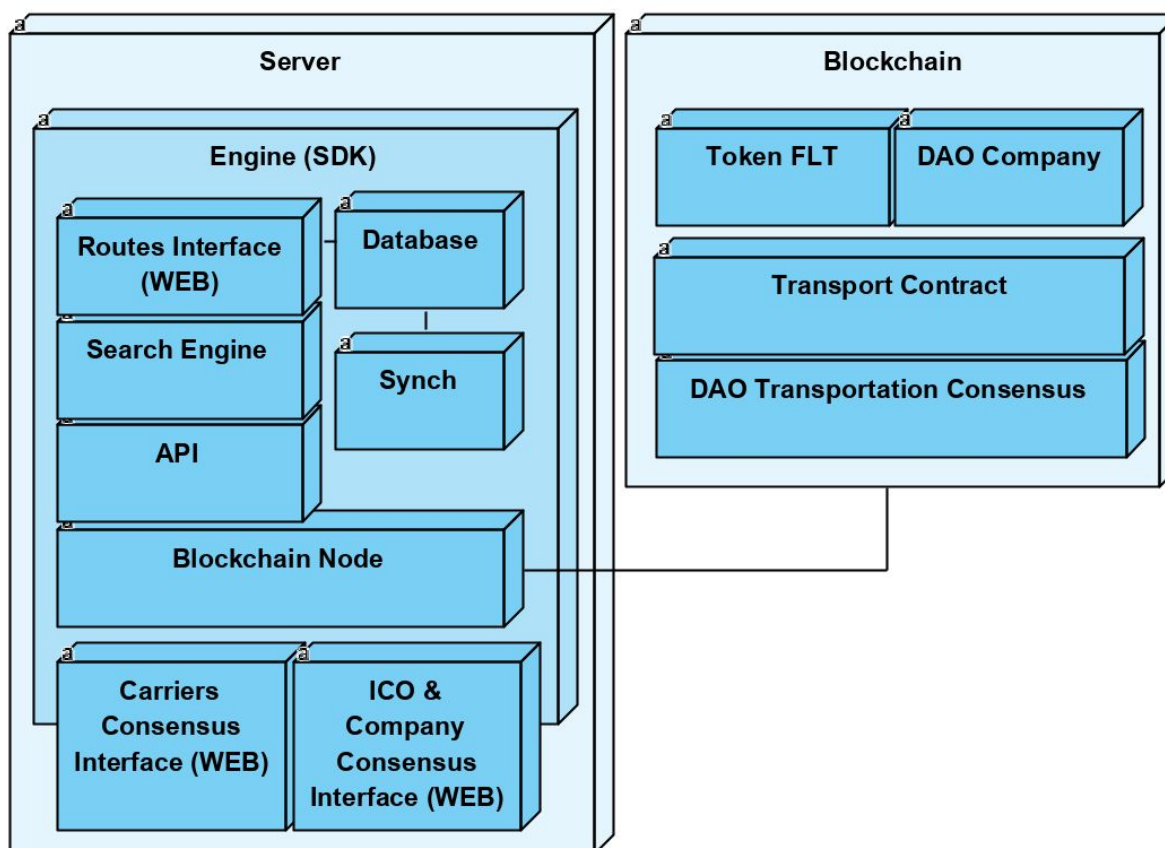 Server
Engine (SDK)
Routes Interface
(WEB)
Database
Search Engine
Synch
API
Blockchain Node
Carriers
Consensus
Interface (WEB)
ICO &
Company
Consensus
Interface (WEB)
Blockchain
Token FLT
DAO Company
Transport Contract
DAO Transportation Consensus
a
a
a
a
a
a
a
a
a
a
a
a
a
a